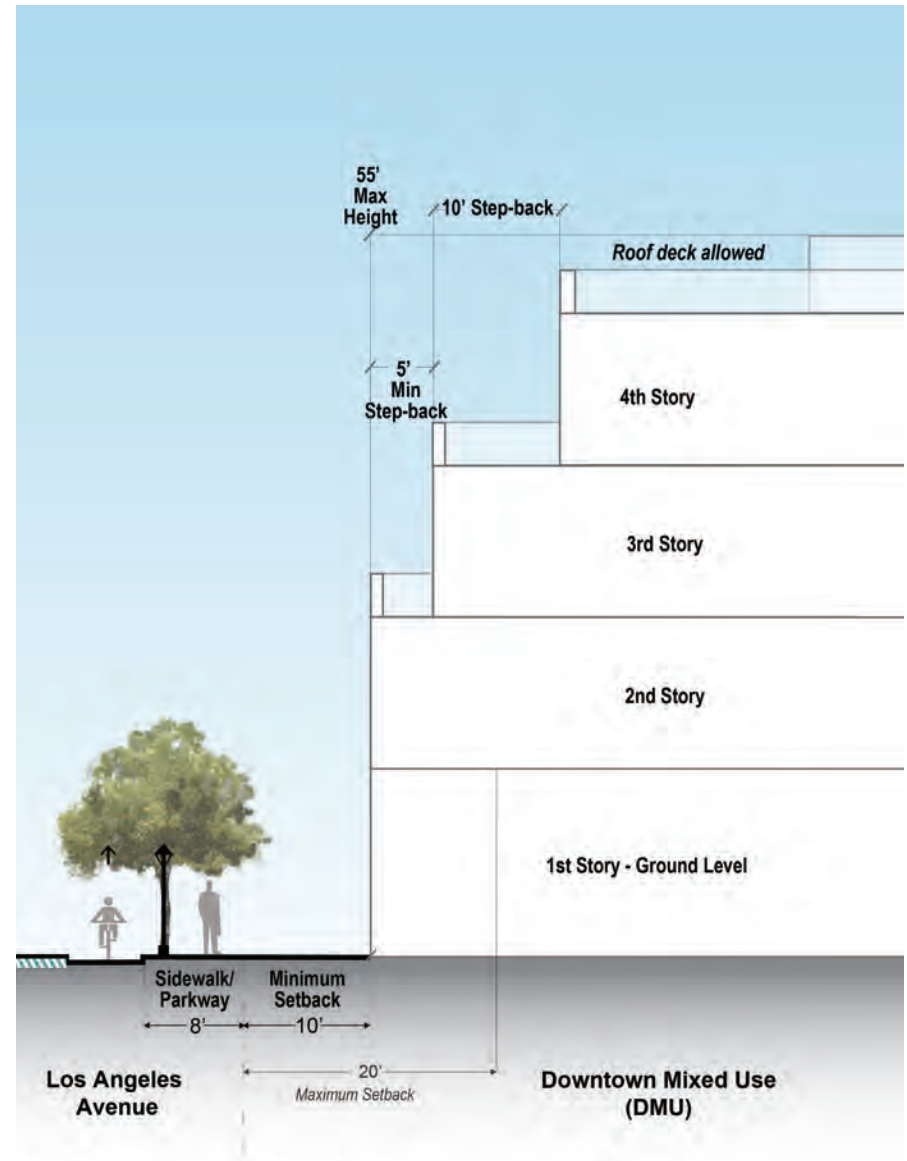 55’
Max
Height
10’ Step-back
Roof deck allowed
5’
Min
Step-back
4th Story
3rd Story
2nd Story
1st Story - Ground Level
Sidewalk/
Parkway
8’
Minimum
Setback
10’
20’
Maximum Setback
Los Angeles
Avenue
Downtown Mixed Use
(DMU)